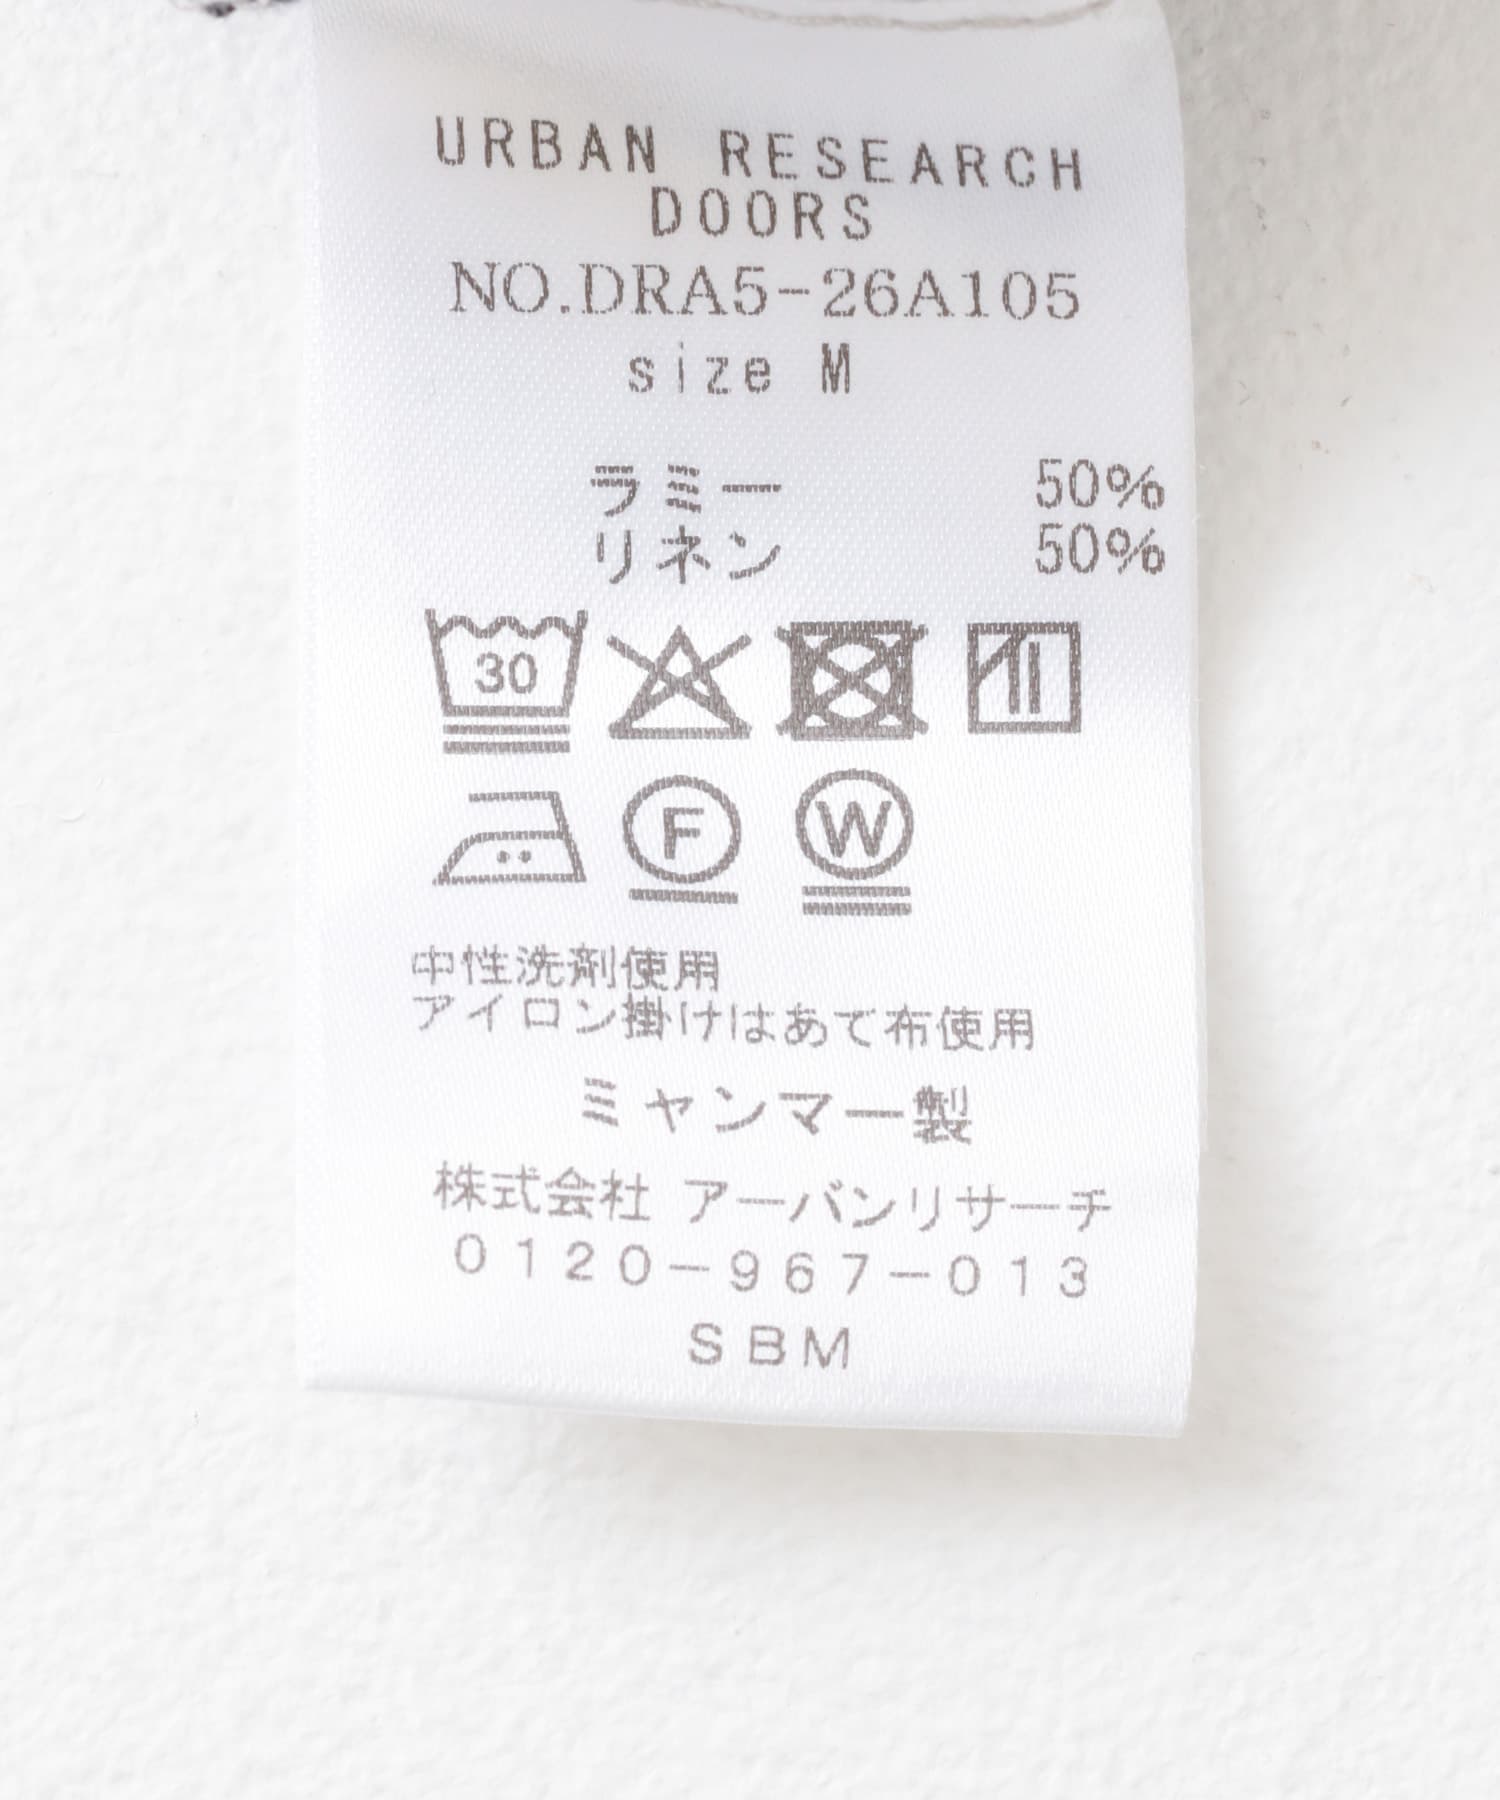 URBAN RESEARCH
DOORS
NO.DRA5-26A105
size M
ラミー 50%
リネン 50%
30
F W
中性洗剤使用
アイロン掛けはあて布使用
ミャンマー製
株式会社 アーバンリサーチ
0120-967-013
SBM